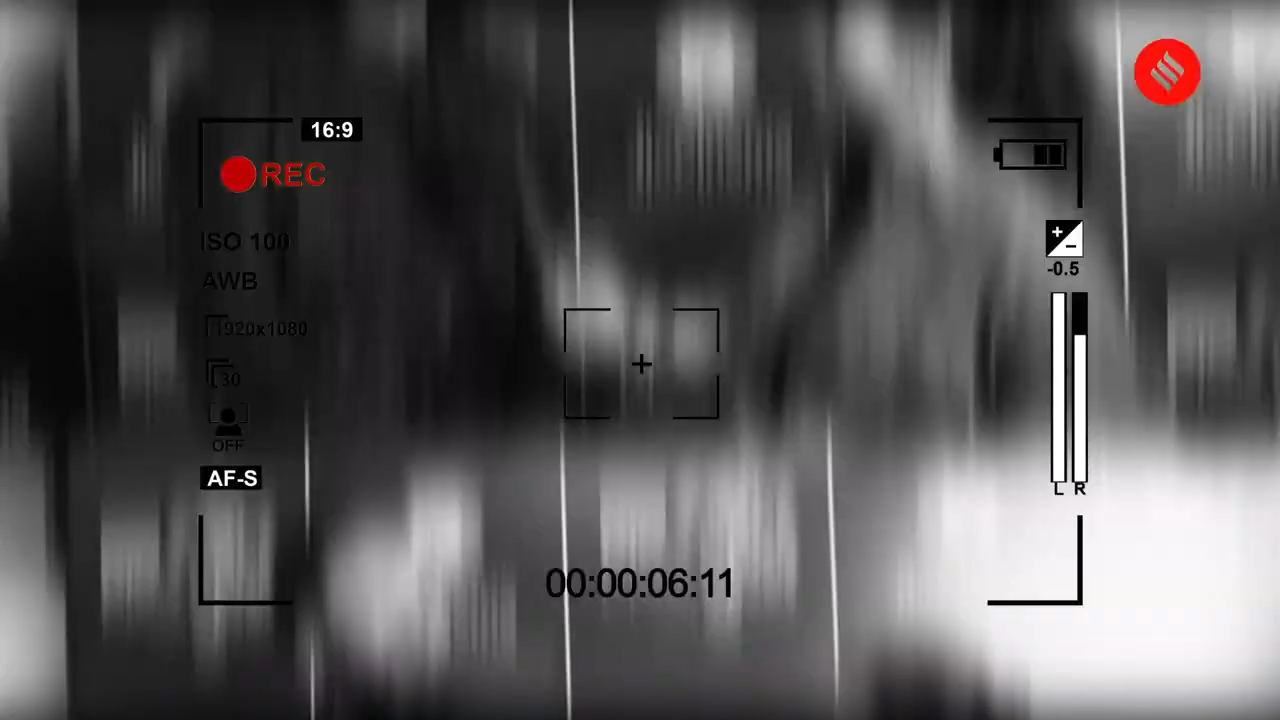 16:9
REC
ISO 100
AWB
1920x1080
30
OFF
AF-S
+
−
-0.5
L R
00:00:06:11